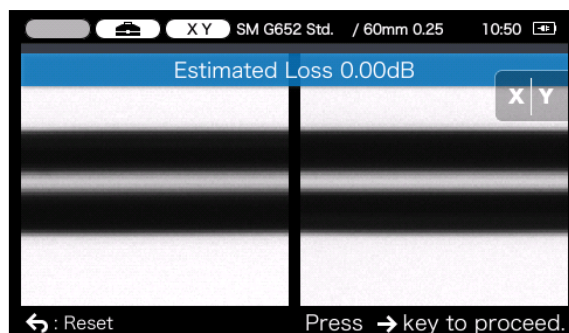 X Y SM G652 Std. / 60mm 0.25 10:50
Estimated Loss 0.00dB
X Y
: Reset
Press → key to proceed.